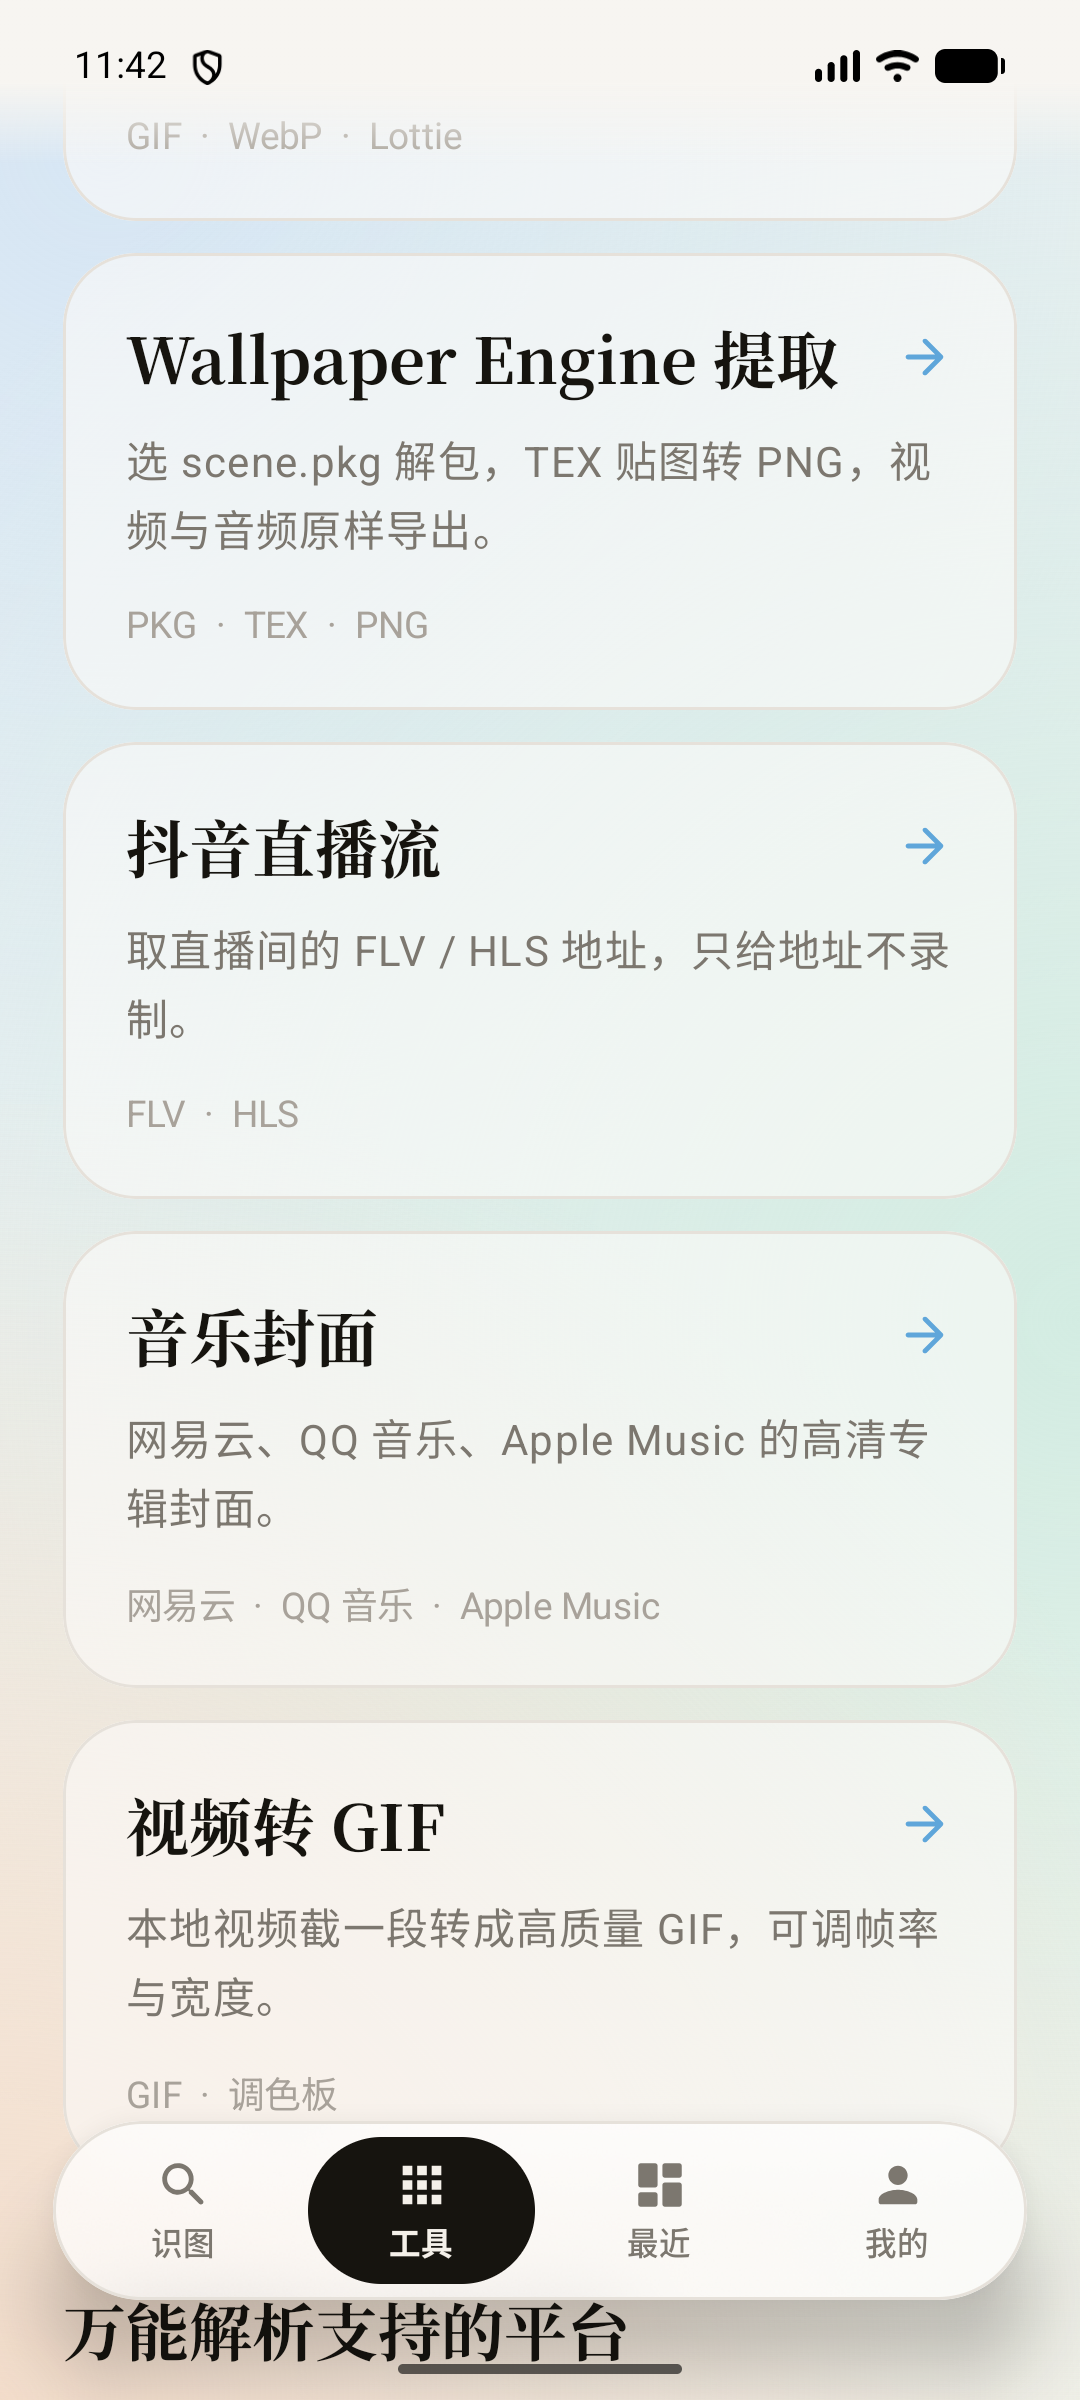 11:42
GIF · WebP · Lottie
Wallpaper Engine 提取
选 scene.pkg 解包，TEX 贴图转 PNG，视
频与音频原样导出。
PKG · TEX · PNG
抖音直播流
取直播间的 FLV / HLS 地址，只给地址不录
制。
FLV · HLS
音乐封面
网易云、QQ 音乐、Apple Music 的高清专
辑封面。
网易云 · QQ 音乐 · Apple Music
视频转 GIF
本地视频截一段转成高质量 GIF，可调帧率
与宽度。
GIF · 调色板
识图
工具
最近
我的
万能解析支持的平台